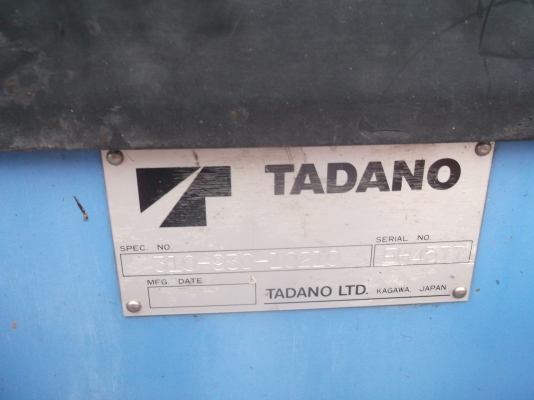 TADANO
SPEC. NO. SERIAL NO.
MFG. DATE
TADANO LTD. KAGAWA, JAPAN